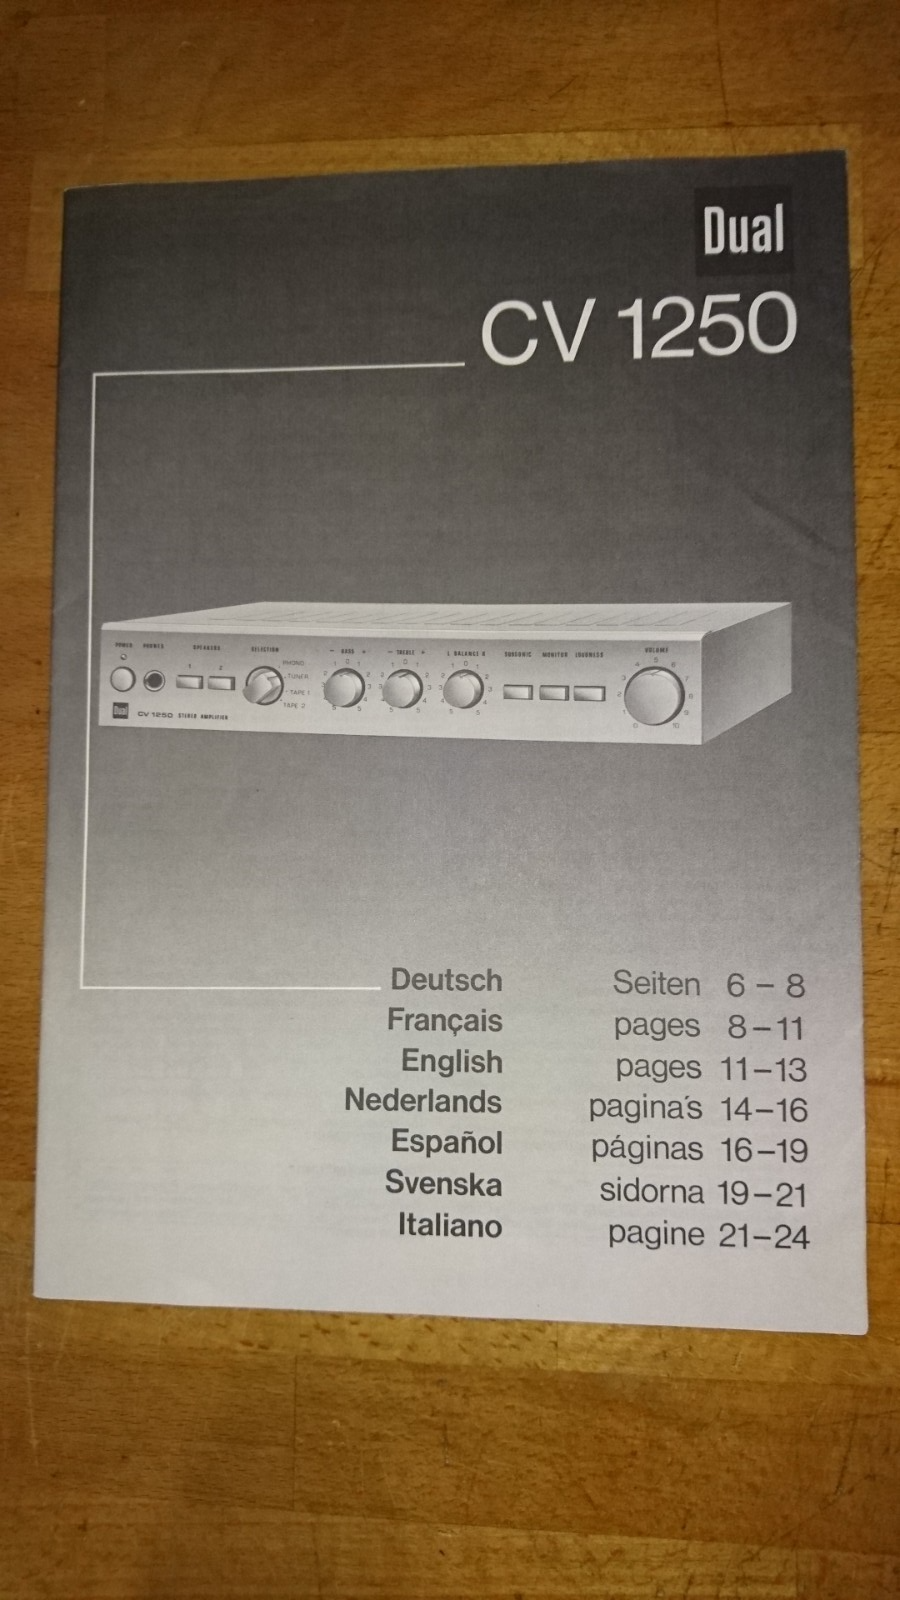 Dual
CV 1250
POWER PHONES SPEAKERS SELECTION - BASS + - TREBLE + L BALANCE R SUBSONIC MONITOR LOUDNESS VOLUME
1 2
PHONO
TUNER
TAPE 1
TAPE 2
Dual CV 1250 STEREO AMPLIFIER
Deutsch Seiten 6 – 8
Français pages 8–11
English pages 11–13
Nederlands pagina's 14–16
Español páginas 16–19
Svenska sidorna 19–21
Italiano pagine 21–24